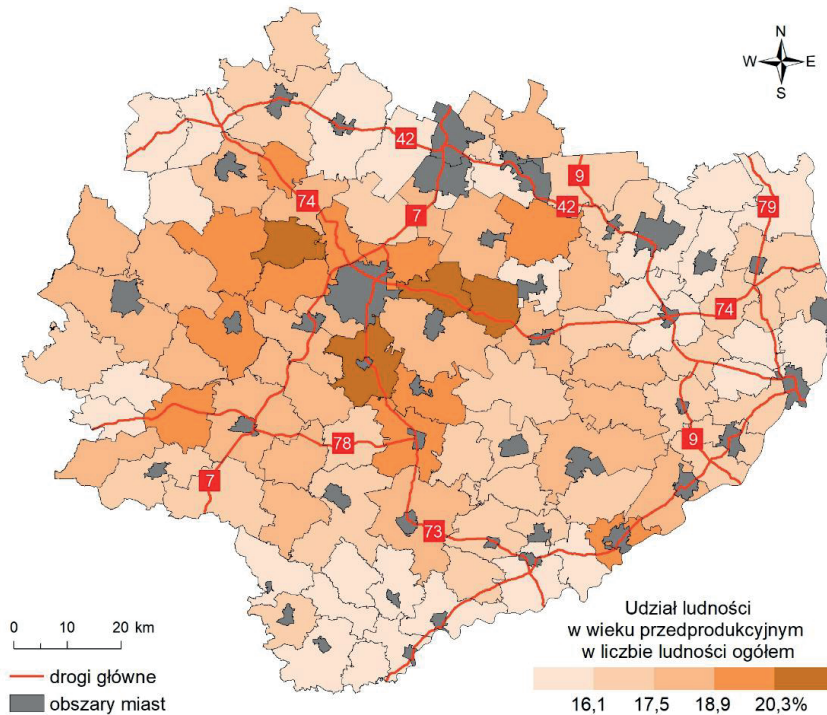 N
W E
S
42
9
79
74
7
42
74
78
9
7
73
0 10 20 km
drogi główne
obszary miast
Udział ludności
w wieku przedprodukcyjnym
w liczbie ludności ogółem
16,1 17,5 18,9 20,3%